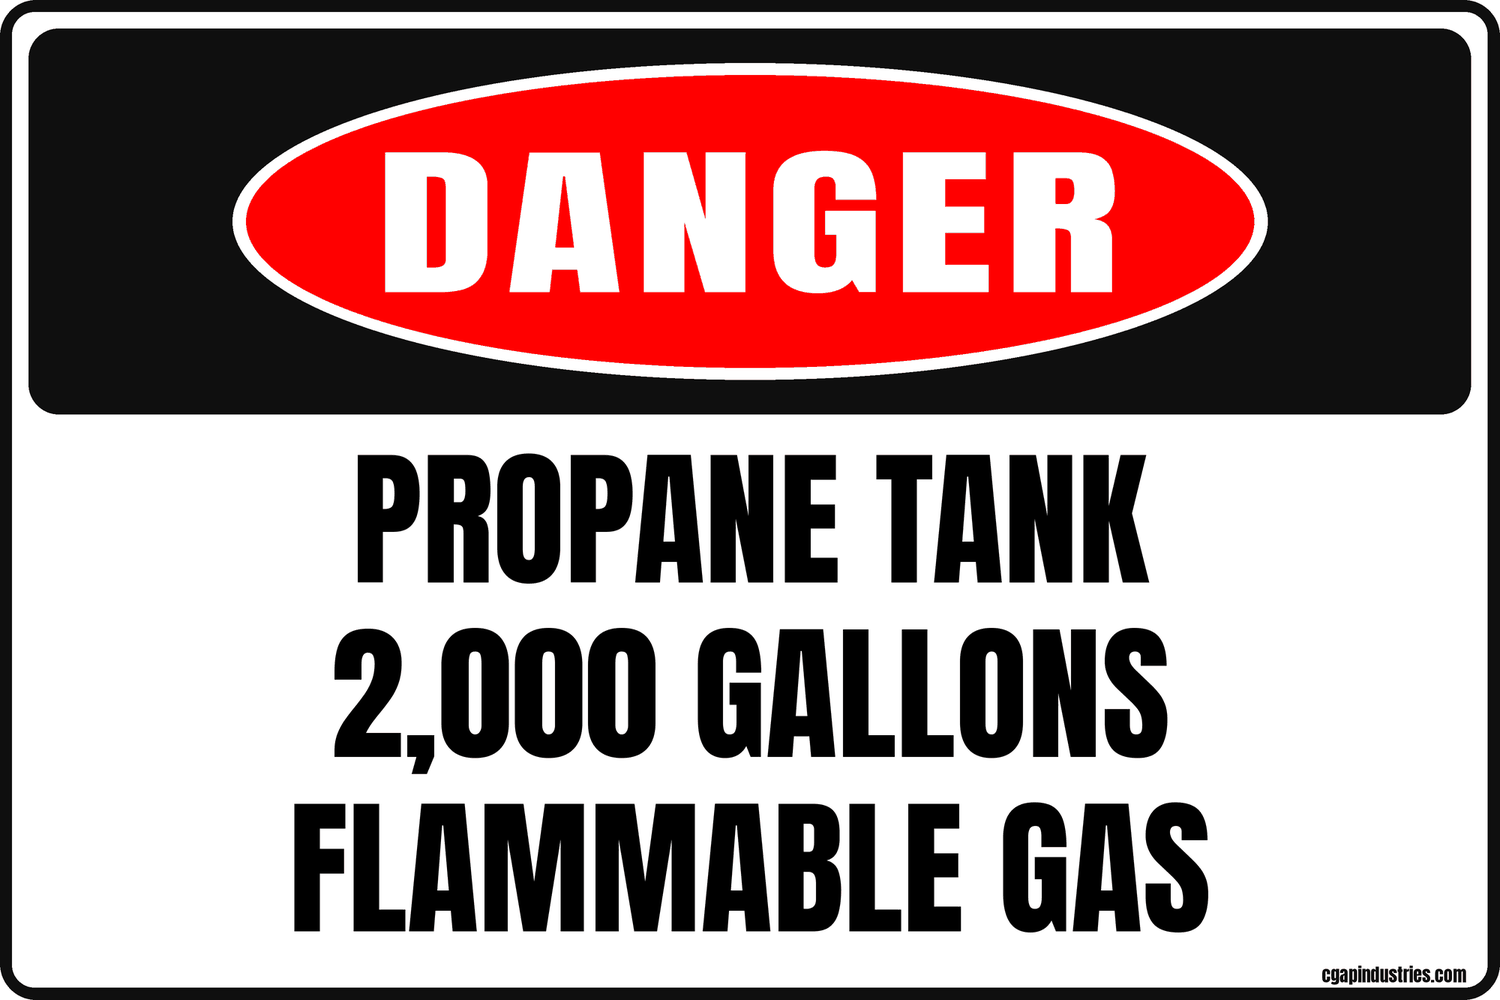 DANGER
PROPANE TANK
2,000 GALLONS
FLAMMABLE GAS
cgapindustries.com